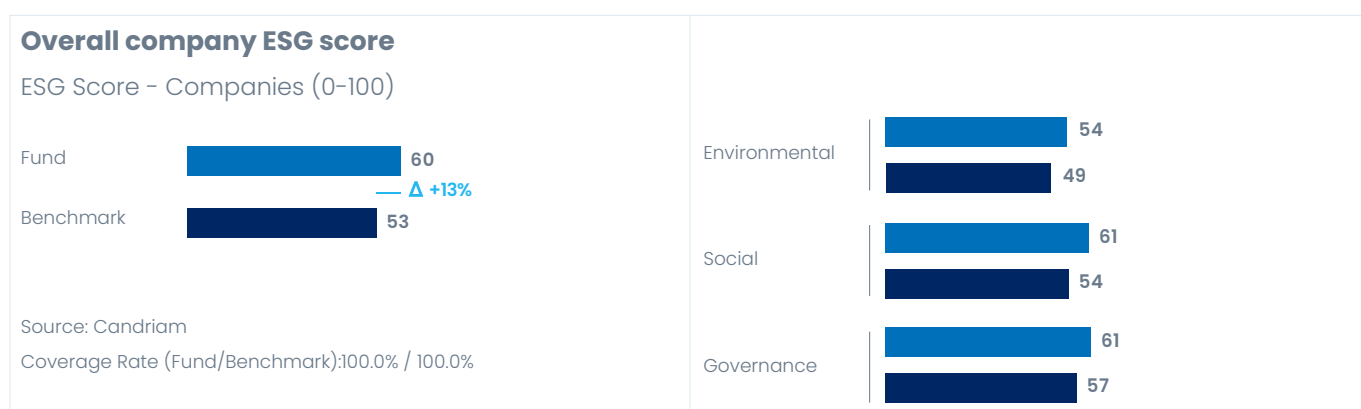 Overall company ESG score
ESG Score - Companies (0-100)
Fund
60
Δ +13%
Benchmark
53
Source: Candriam
Coverage Rate (Fund/Benchmark):100.0% / 100.0%
Environmental
54
49
Social
61
54
Governance
61
57